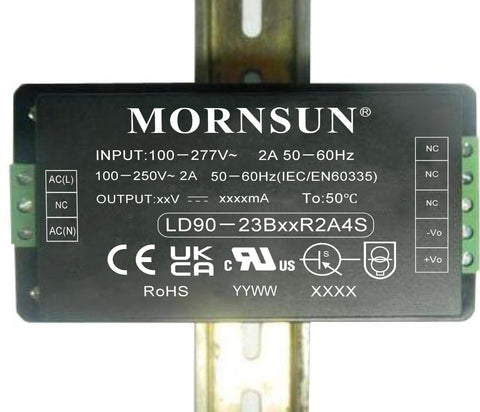 MORNSUN®
INPUT:100－277V~ 2A 50－60Hz
100－250V~ 2A 50－60Hz(IEC/EN60335)
OUTPUT:xxV ⎓ xxxxmA To:50℃
LD90－23BxxR2A4S
AC(L)
NC
AC(N)
NC
NC
NC
-Vo
+Vo
CE UK CA c RU us S
RoHS YYWW XXXX